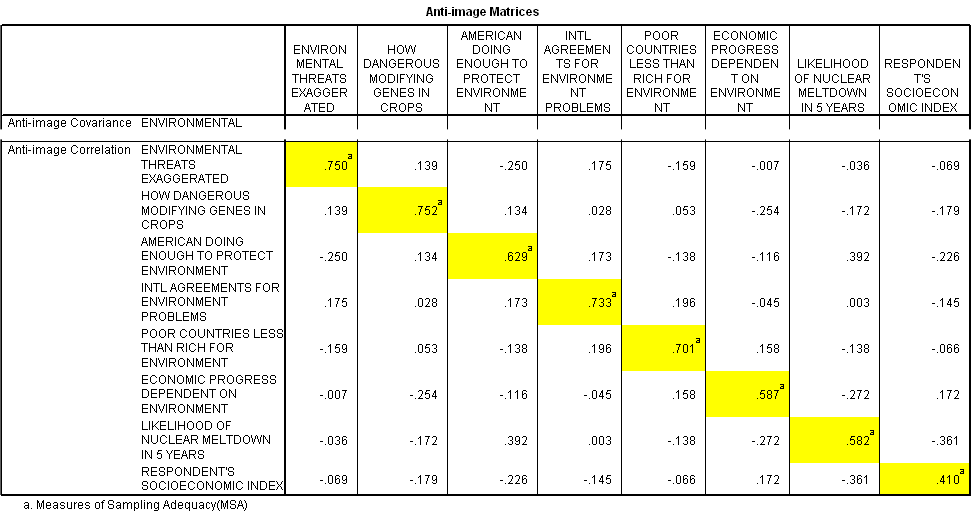 Anti-image Matrices
ENVIRON
MENTAL
THREATS
EXAGGER
ATED
HOW
DANGEROUS
MODIFYING
GENES IN
CROPS
AMERICAN
DOING
ENOUGH TO
PROTECT
ENVIRONME
NT
INTL
AGREEMEN
TS FOR
ENVIRONME
NT
PROBLEMS
POOR
COUNTRIES
LESS THAN
RICH FOR
ENVIRONME
NT
ECONOMIC
PROGRESS
DEPENDEN
T ON
ENVIRONME
NT
LIKELIHOOD
OF NUCLEAR
MELTDOWN
IN 5 YEARS
RESPONDEN
T'S
SOCIOECON
OMIC INDEX
Anti-image Covariance ENVIRONMENTAL
Anti-image Correlation ENVIRONMENTAL
THREATS
EXAGGERATED
.750a .139 -.250 .175 -.159 -.007 -.036 -.069
HOW DANGEROUS
MODIFYING GENES IN
CROPS
.139 .752a .134 .028 .053 -.254 -.172 -.179
AMERICAN DOING
ENOUGH TO PROTECT
ENVIRONMENT
-.250 .134 .629a .173 -.138 -.116 .392 -.226
INTL AGREEMENTS FOR
ENVIRONMENT
PROBLEMS
.175 .028 .173 .733a .196 -.045 .003 -.145
POOR COUNTRIES LESS
THAN RICH FOR
ENVIRONMENT
-.159 .053 -.138 .196 .701a .158 -.138 -.066
ECONOMIC PROGRESS
DEPENDENT ON
ENVIRONMENT
-.007 -.254 -.116 -.045 .158 .587a -.272 .172
LIKELIHOOD OF
NUCLEAR MELTDOWN
IN 5 YEARS
-.036 -.172 .392 .003 -.138 -.272 .582a -.361
RESPONDENT'S
SOCIOECONOMIC INDEX
-.069 -.179 -.226 -.145 -.066 .172 -.361 .410a
a. Measures of Sampling Adequacy(MSA)